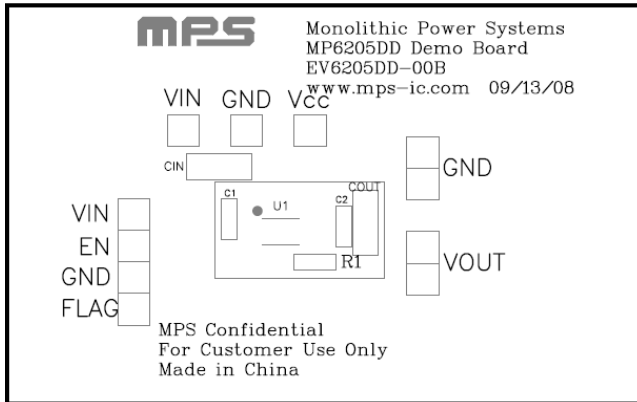 mps
Monolithic Power Systems
MP6205DD Demo Board
EV6205DD-00B
www.mps-ic.com 09/13/08
VIN GND Vcc
CIN
GND
C1
U1
C2
COUT
R1
VIN
EN
GND
FLAG
VOUT
MPS Confidential
For Customer Use Only
Made in China